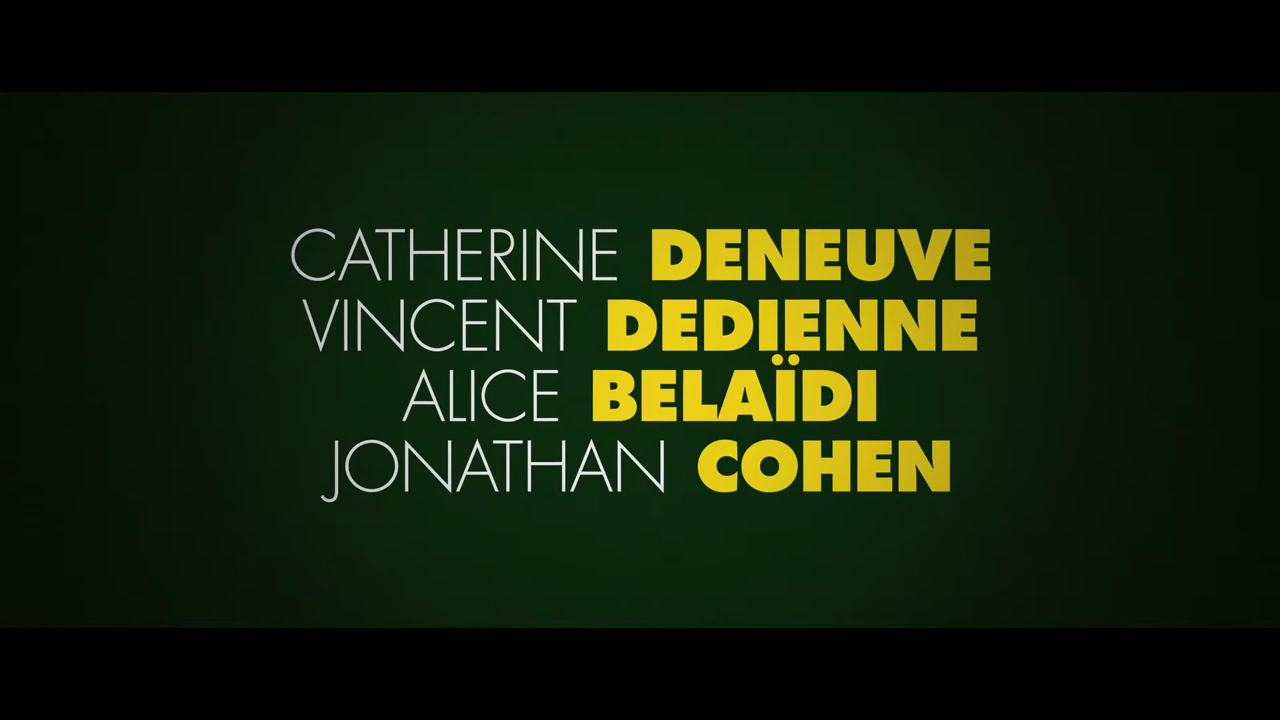 CATHERINE DENEUVE
VINCENT DEDIENNE
ALICE BELAÏDI
JONATHAN COHEN